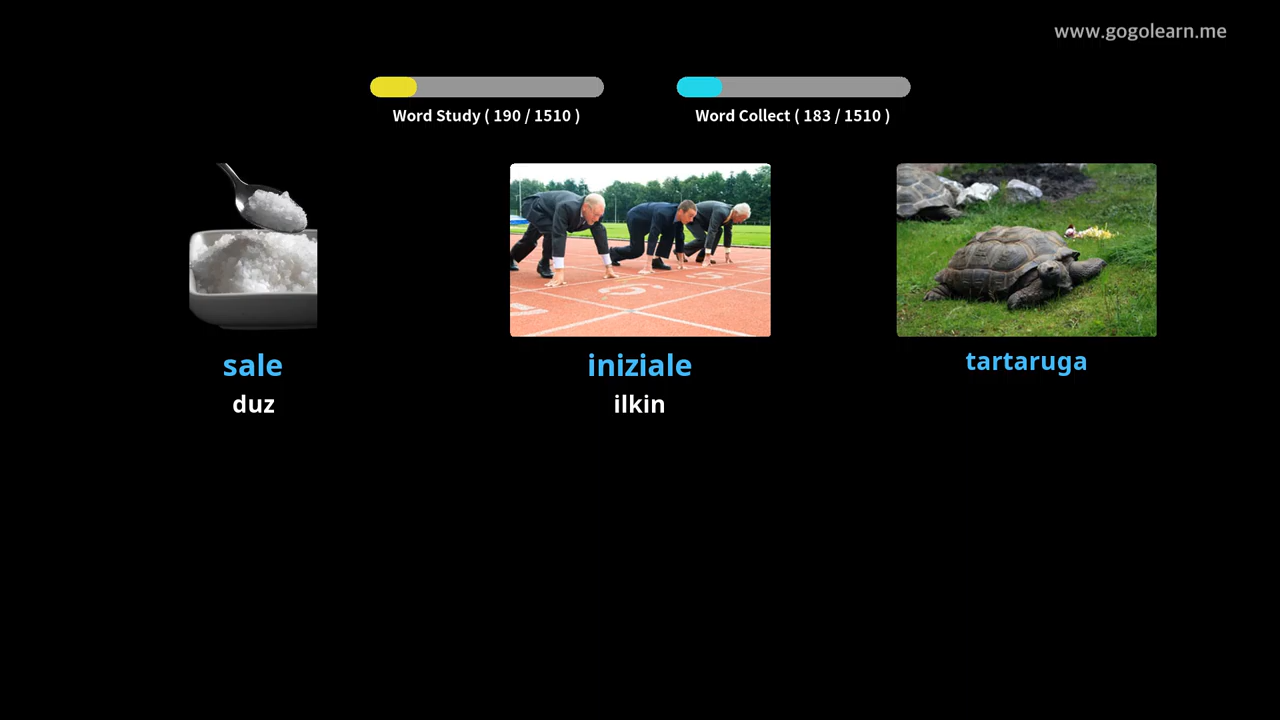 www.gogolearn.me
Word Study ( 190 / 1510 )
Word Collect ( 183 / 1510 )
sale
iniziale
tartaruga
duz
ilkin